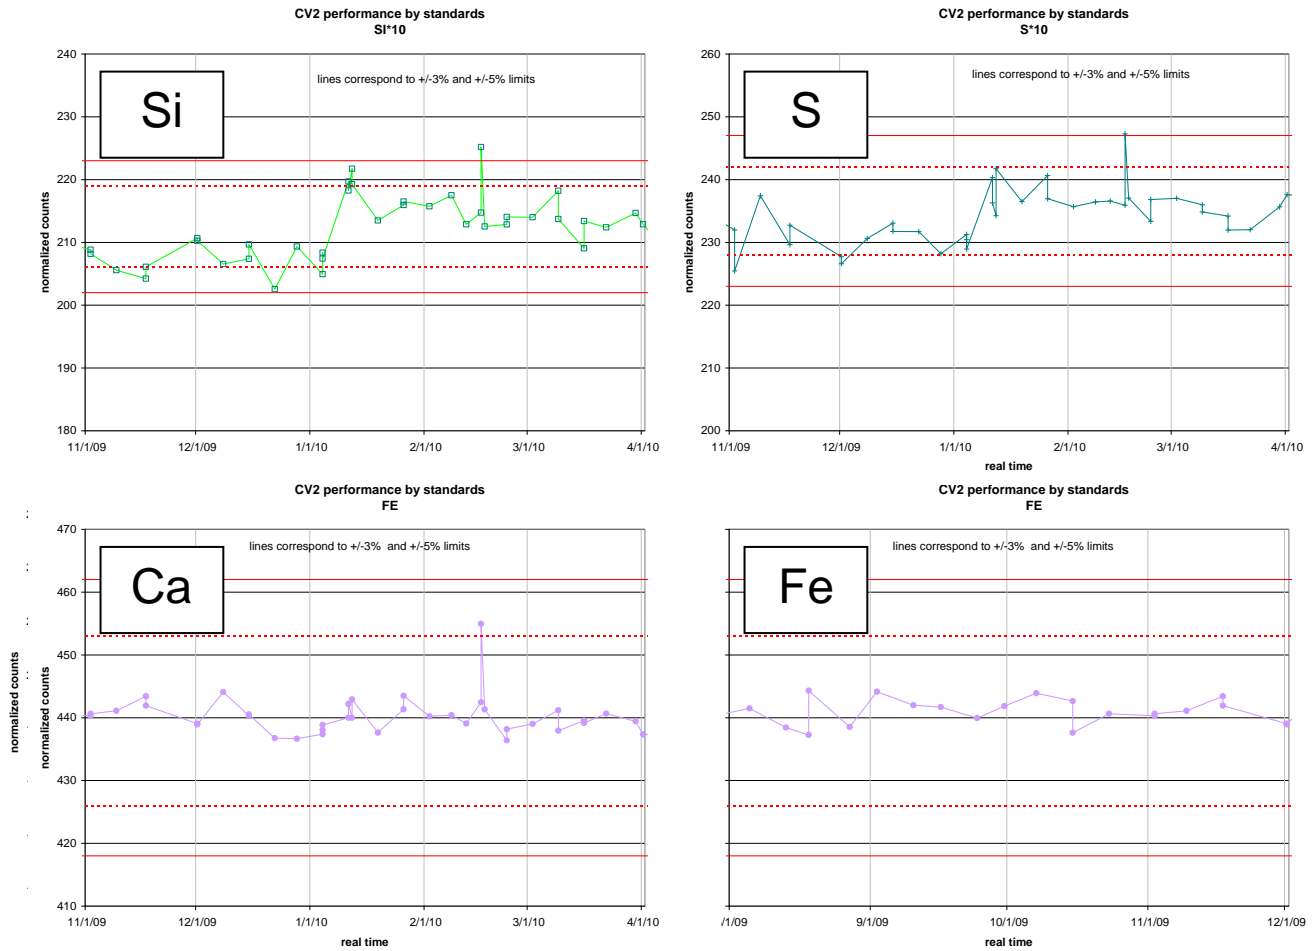 CV2 performance by standards
SI*10
lines correspond to +/-3% and +/-5% limits
Si
normalized counts
240
230
220
210
200
190
180
11/1/09 12/1/09 1/1/10 2/1/10 3/1/10 4/1/10
CV2 performance by standards
S*10
lines correspond to +/-3% and +/-5% limits
S
normalized counts
260
250
240
230
220
210
200
11/1/09 12/1/09 1/1/10 2/1/10 3/1/10 4/1/10
real time
CV2 performance by standards
FE
lines correspond to +/-3% and +/-5% limits
Ca
normalized counts
normalized counts
470
460
450
440
430
420
410
11/1/09 12/1/09 1/1/10 2/1/10 3/1/10 4/1/10
real time
CV2 performance by standards
FE
lines correspond to +/-3% and +/-5% limits
Fe
/1/09 9/1/09 10/1/09 11/1/09 12/1/09
real time